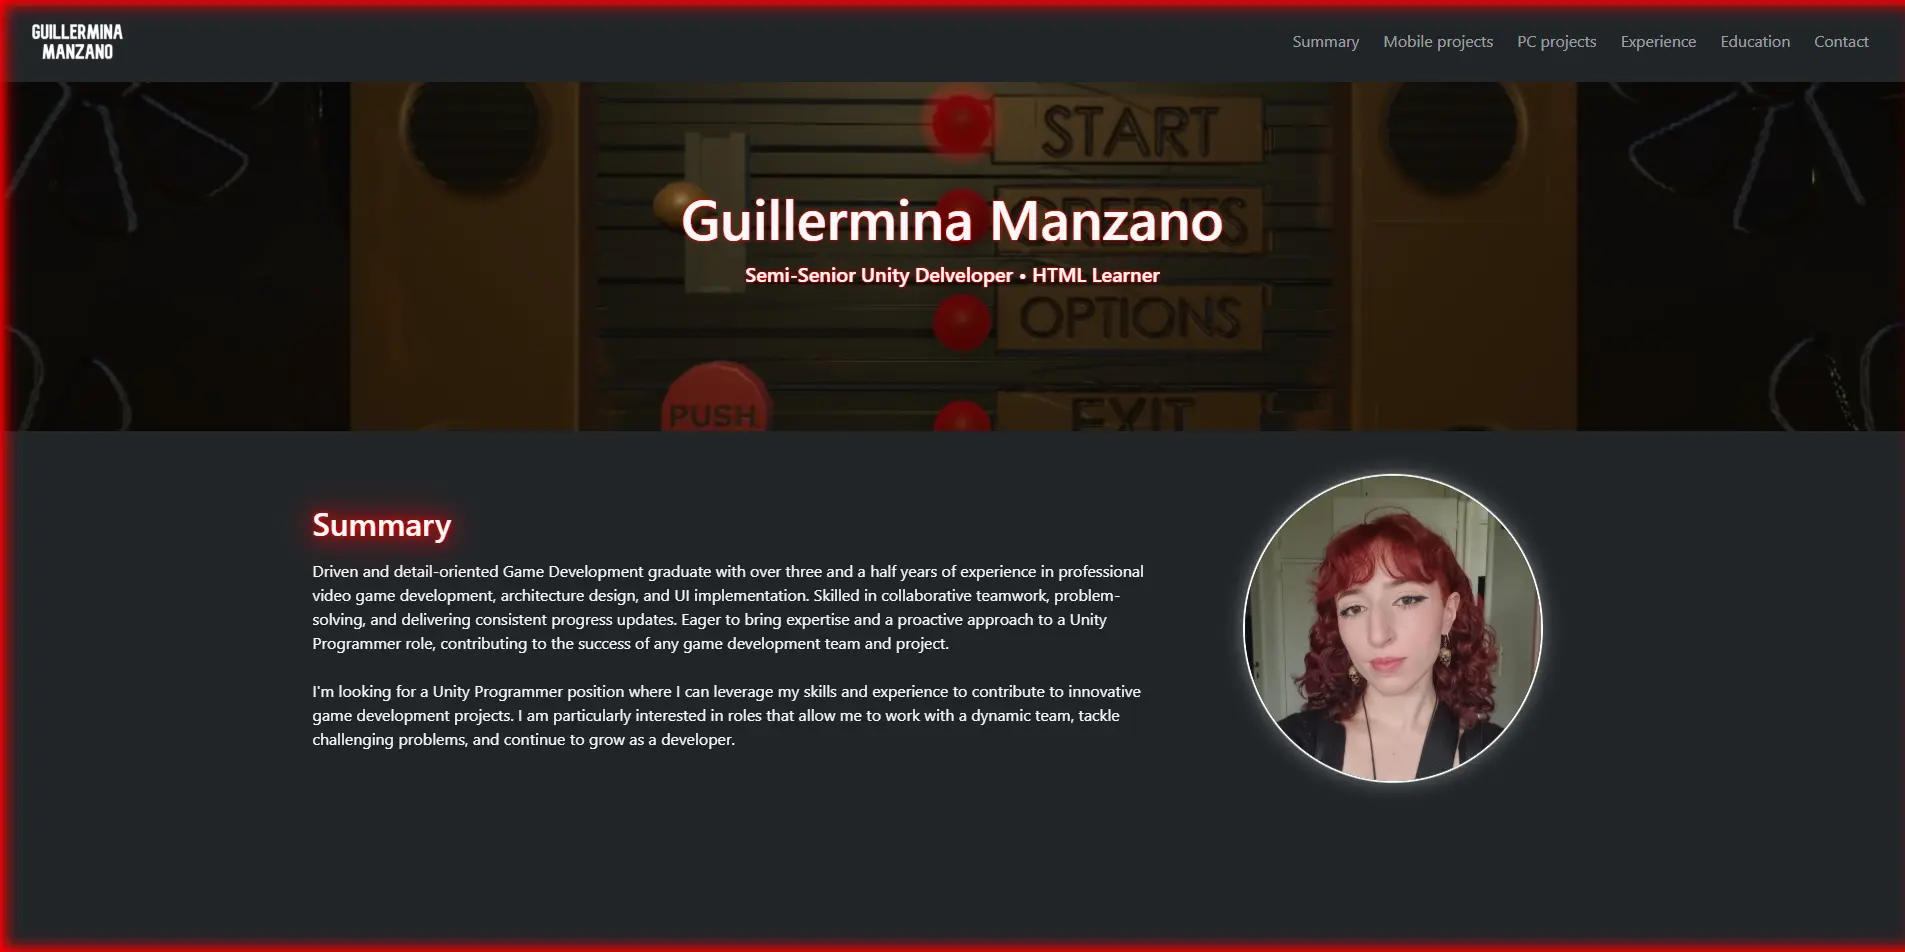 GUILLERMINA
MANZANO
Summary Mobile projects PC projects Experience Education Contact
START
CREDITS
Guillermina Manzano
Semi-Senior Unity Delveloper • HTML Learner
OPTIONS
EXIT
PUSH
Summary
Driven and detail-oriented Game Development graduate with over three and a half years of experience in professional
video game development, architecture design, and UI implementation. Skilled in collaborative teamwork, problem-
solving, and delivering consistent progress updates. Eager to bring expertise and a proactive approach to a Unity
Programmer role, contributing to the success of any game development team and project.
I'm looking for a Unity Programmer position where I can leverage my skills and experience to contribute to innovative
game development projects. I am particularly interested in roles that allow me to work with a dynamic team, tackle
challenging problems, and continue to grow as a developer.